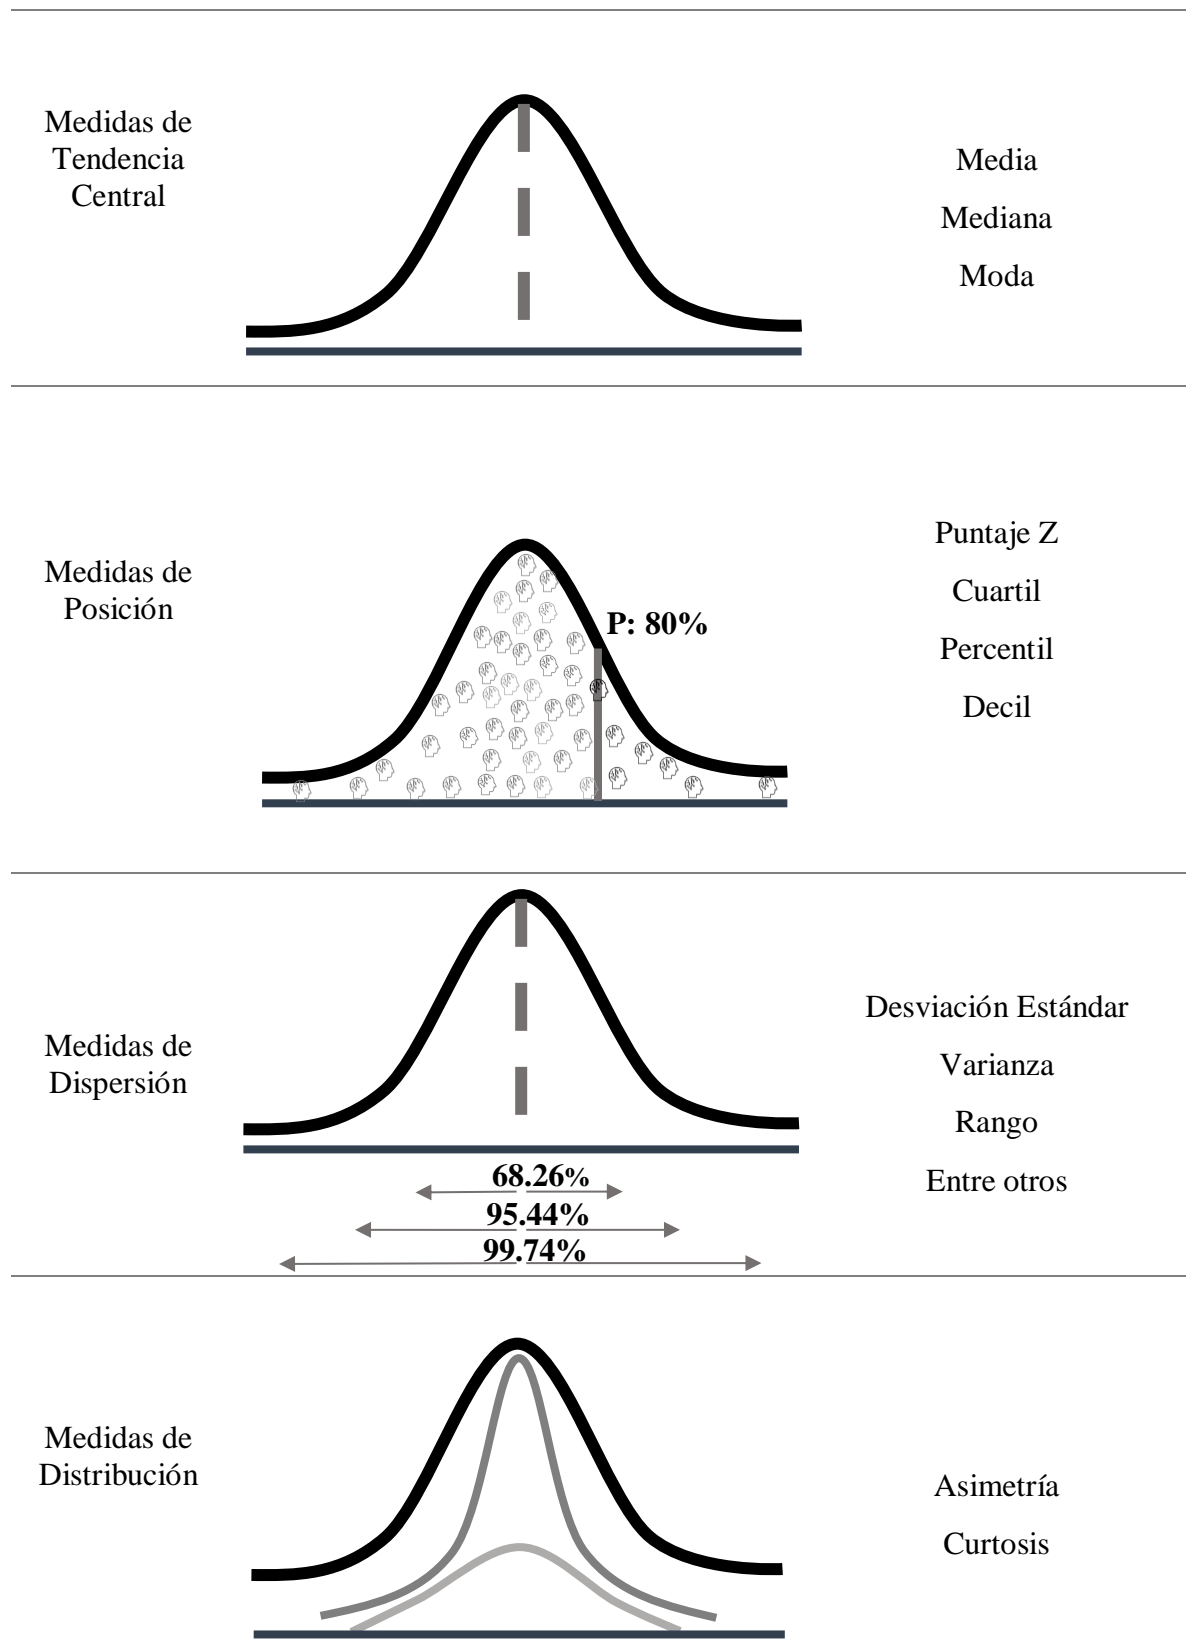 Medidas de
Tendencia
Central
Media
Mediana
Moda
Medidas de
Posición
P: 80%
Puntaje Z
Cuartil
Percentil
Decil
Medidas de
Dispersión
68.26%
95.44%
99.74%
Desviación Estándar
Varianza
Rango
Entre otros
Medidas de
Distribución
Asimetría
Curtosis